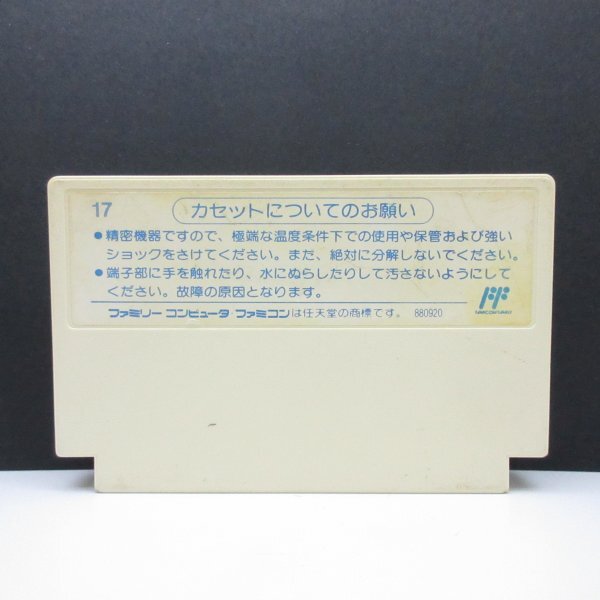 17
カセットについてのお願い
●精密機器ですので、極端な温度条件下での使用や保管および強い
ショックをさけてください。また、絶対に分解しないでください。
●端子部に手を触れたり、水にぬらしたりして汚さないようにして
ください。故障の原因となります。
ファミリーコンピュータ・ファミコンは任天堂の商標です。 880920